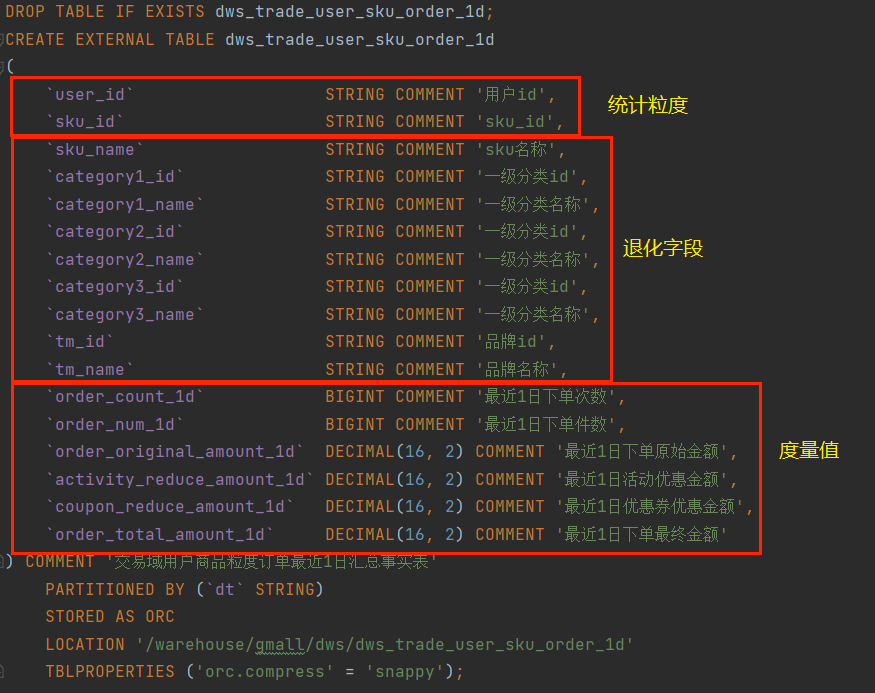 DROP TABLE IF EXISTS dws_trade_user_sku_order_1d;
CREATE EXTERNAL TABLE dws_trade_user_sku_order_1d
(
`user_id` STRING COMMENT '用户id',
统计粒度
`sku_id` STRING COMMENT 'sku_id',
`sku_name` STRING COMMENT 'sku名称',
`category1_id` STRING COMMENT '一级分类id',
`category1_name` STRING COMMENT '一级分类名称',
`category2_id` STRING COMMENT '一级分类id',
退化字段
`category2_name` STRING COMMENT '一级分类名称',
`category3_id` STRING COMMENT '一级分类id',
`category3_name` STRING COMMENT '一级分类名称',
`tm_id` STRING COMMENT '品牌id',
`tm_name` STRING COMMENT '品牌名称',
`order_count_1d` BIGINT COMMENT '最近1日下单次数',
`order_num_1d` BIGINT COMMENT '最近1日下单件数',
`order_original_amount_1d` DECIMAL(16, 2) COMMENT '最近1日下单原始金额',
度量值
`activity_reduce_amount_1d` DECIMAL(16, 2) COMMENT '最近1日活动优惠金额',
`coupon_reduce_amount_1d` DECIMAL(16, 2) COMMENT '最近1日优惠券优惠金额',
`order_total_amount_1d` DECIMAL(16, 2) COMMENT '最近1日下单最终金额'
) COMMENT '交易域用户商品粒度订单最近1日汇总事实表'
PARTITIONED BY (`dt` STRING)
STORED AS ORC
LOCATION '/warehouse/gmall/dws/dws_trade_user_sku_order_1d'
TBLPROPERTIES ('orc.compress' = 'snappy');